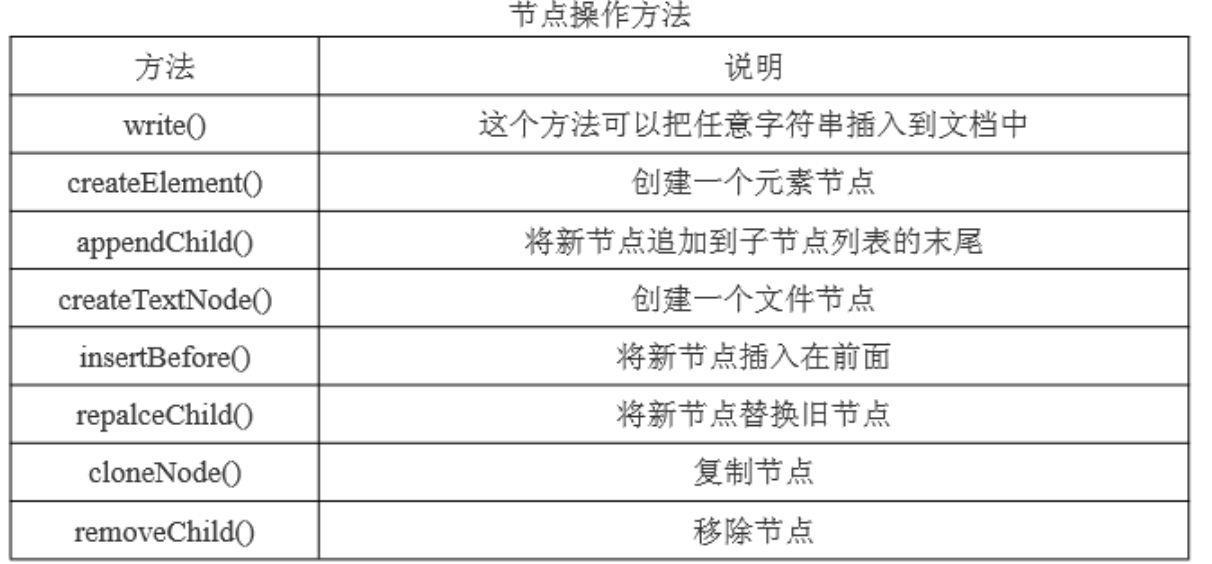 节点操作方法
方法 说明
write() 这个方法可以把任意字符串插入到文档中
createElement() 创建一个元素节点
appendChild() 将新节点追加到子节点列表的末尾
createTextNode() 创建一个文件节点
insertBefore() 将新节点插入在前面
repalceChild() 将新节点替换旧节点
cloneNode() 复制节点
removeChild() 移除节点